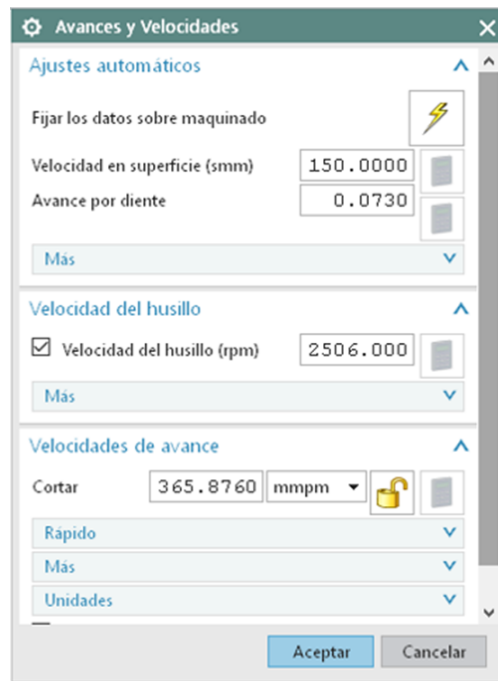 Avances y Velocidades
Ajustes automáticos
Fijar los datos sobre maquinado
Velocidad en superficie (smm) 150.0000
Avance por diente 0.0730
Más
Velocidad del husillo
Velocidad del husillo (rpm) 2506.000
Más
Velocidades de avance
Cortar 365.8760 mmpm
Rápido
Más
Unidades
Aceptar Cancelar